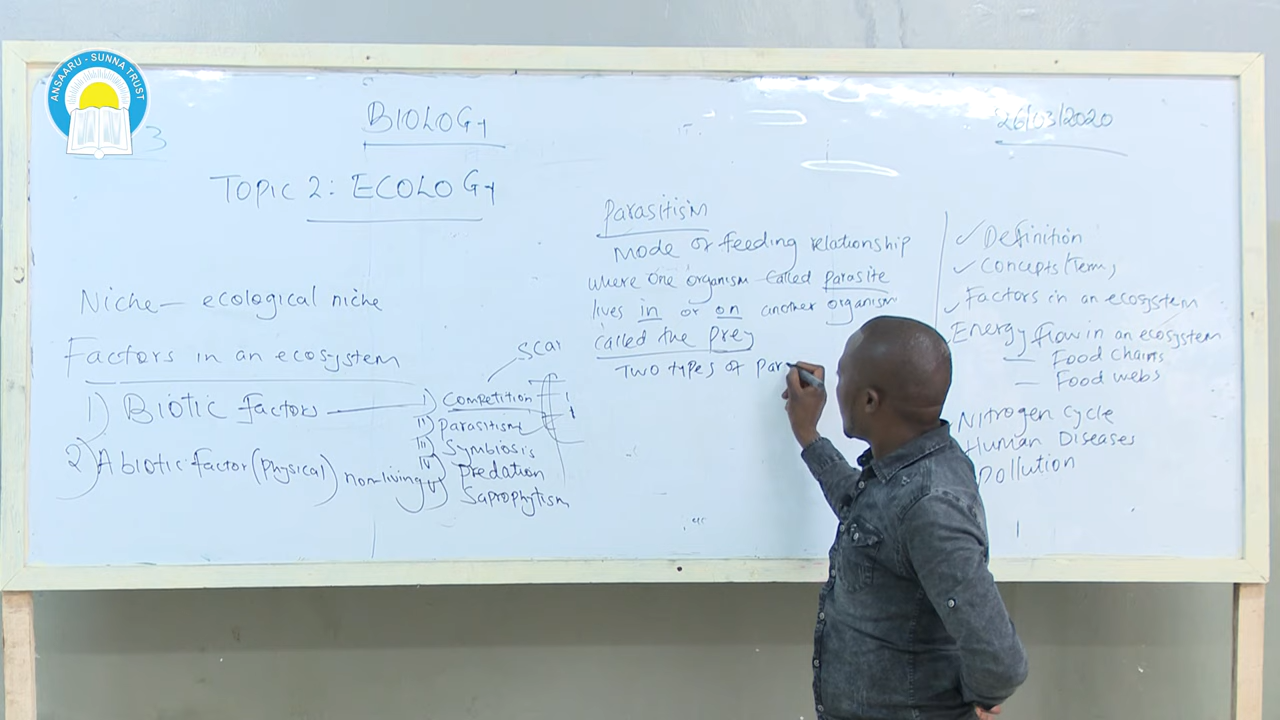 ANSAARU - SUNNA TRUST
3
BIOLOGY
26/03/2020
TOPIC 2: ECOLOGY
Niche — ecological niche
Factors in an ecosystem
1) Biotic factors
2) Abiotic factor (physical) non-living
scar
i) Competition
ii) Parasitism
iii) Symbiosis
iv) Predation
v) Saprophytism
Parasitism
Mode of feeding relationship
where one organism called parasite
lives in or on another organism
called the prey
Two types of par
✓ Definition
✓ Concepts/Terms
✓ Factors in an ecosystem
Energy flow in an ecosystem
— Food chains
— Food webs
Nitrogen cycle
Human Diseases
Pollution